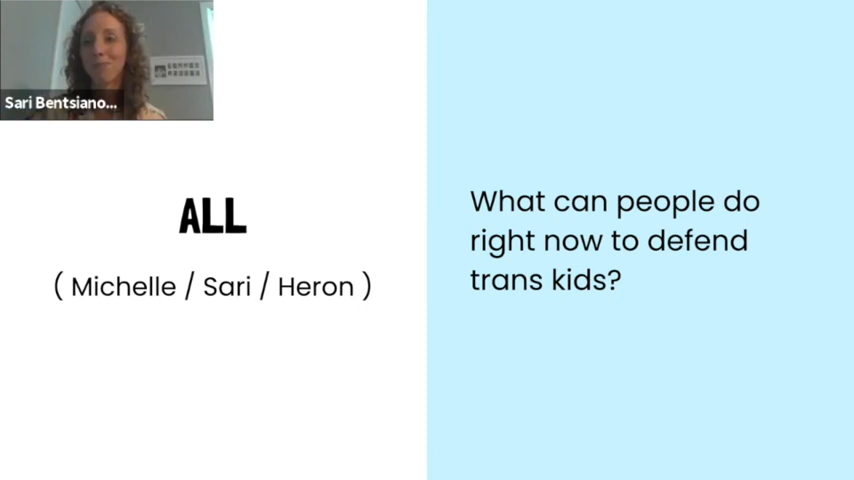 Sari Bentsiano...
ALL
( Michelle / Sari / Heron )
What can people do
right now to defend
trans kids?